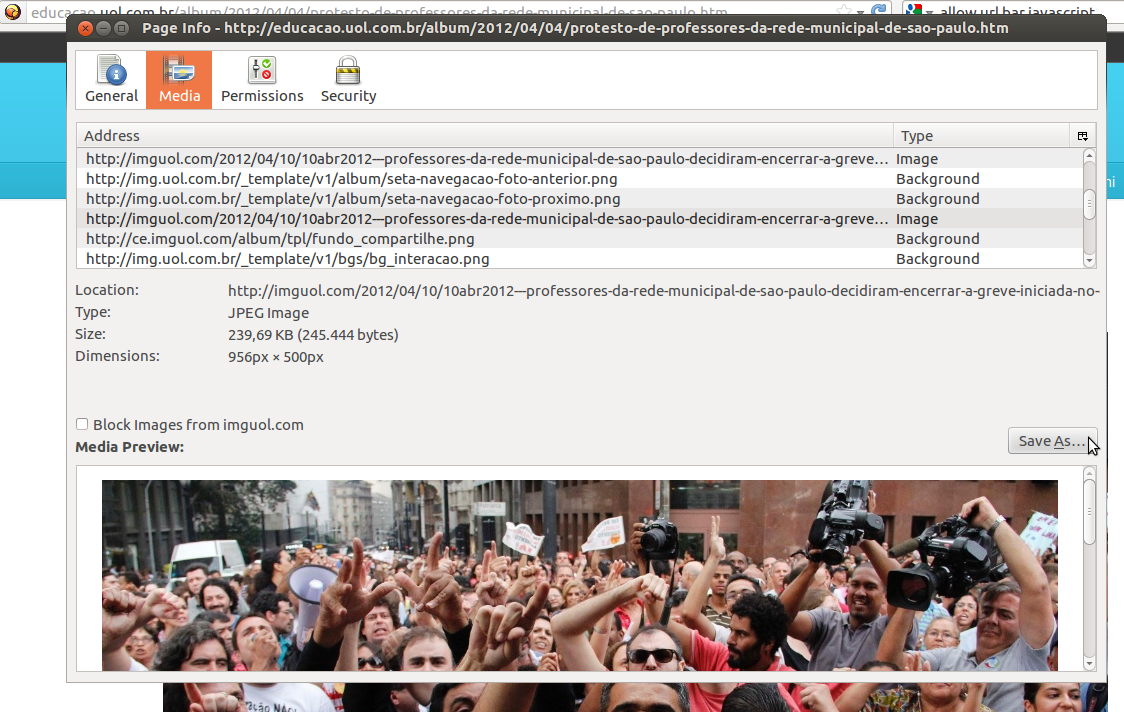 educacao.uol.com.br/album/2012/04/04/protesto-de-professores-da-rede-municipal-de-sao-paulo.htm
allow url bar javascript
Page Info - http://educacao.uol.com.br/album/2012/04/04/protesto-de-professores-da-rede-municipal-de-sao-paulo.htm
General Media Permissions Security
Address Type
http://imguol.com/2012/04/10/10abr2012---professores-da-rede-municipal-de-sao-paulo-decidiram-encerrar-a-greve... Image
http://img.uol.com.br/_template/v1/album/seta-navegacao-foto-anterior.png Background
http://img.uol.com.br/_template/v1/album/seta-navegacao-foto-proximo.png Background
http://imguol.com/2012/04/10/10abr2012---professores-da-rede-municipal-de-sao-paulo-decidiram-encerrar-a-greve... Image
http://ce.imguol.com/album/tpl/fundo_compartilhe.png Background
http://img.uol.com.br/_template/v1/bgs/bg_interacao.png Background
Location: http://imguol.com/2012/04/10/10abr2012---professores-da-rede-municipal-de-sao-paulo-decidiram-encerrar-a-greve-iniciada-no-
Type: JPEG Image
Size: 239,69 KB (245.444 bytes)
Dimensions: 956px × 500px
Block Images from imguol.com
Save As...
Media Preview: